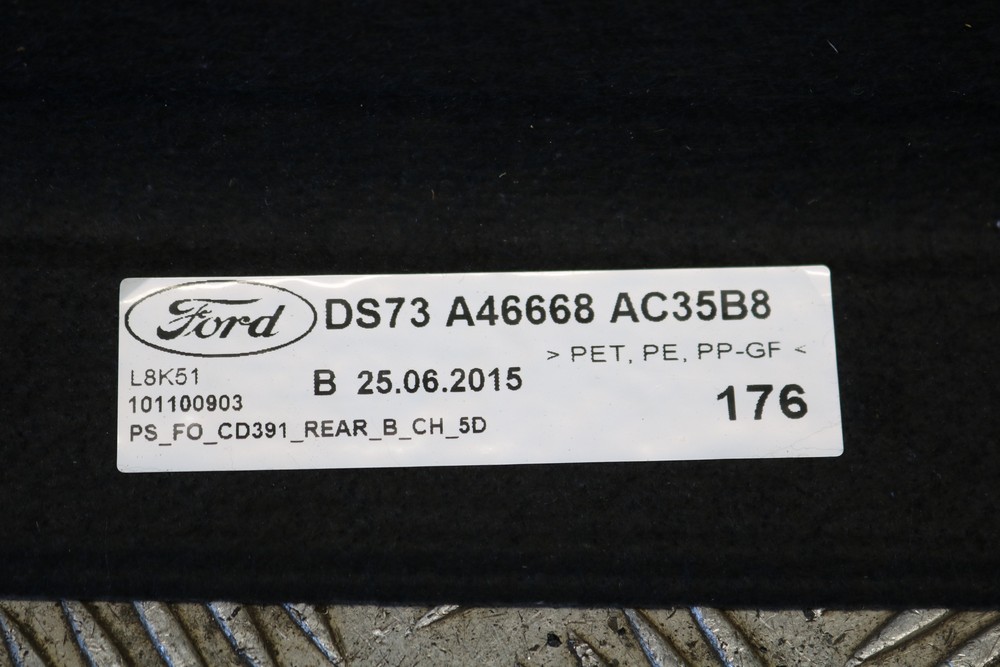 Ford DS73 A46668 AC35B8
> PET, PE, PP-GF <
L8K51
B 25.06.2015
176
101100903
PS_FO_CD391_REAR_B_CH_5D